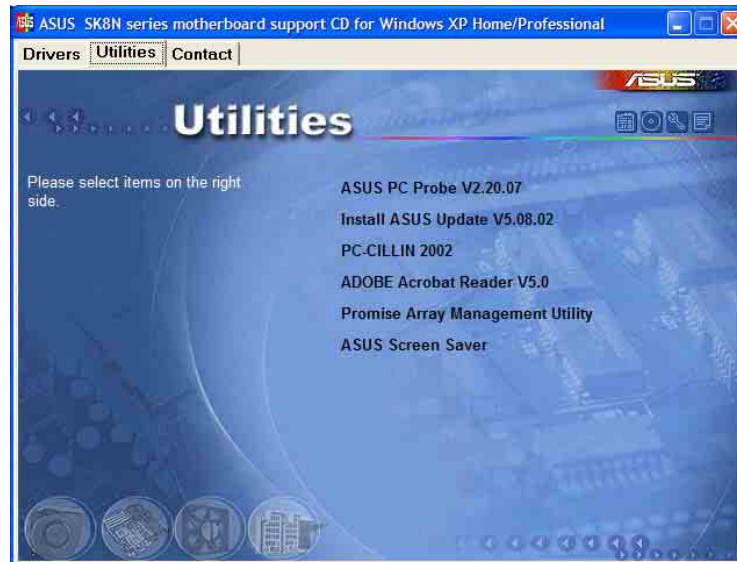 ASUS SK8N series motherboard support CD for Windows XP Home/Professional
Drivers Utilities Contact
ASUS
Utilities
Please select items on the right
side.
ASUS PC Probe V2.20.07
Install ASUS Update V5.08.02
PC-CILLIN 2002
ADOBE Acrobat Reader V5.0
Promise Array Management Utility
ASUS Screen Saver